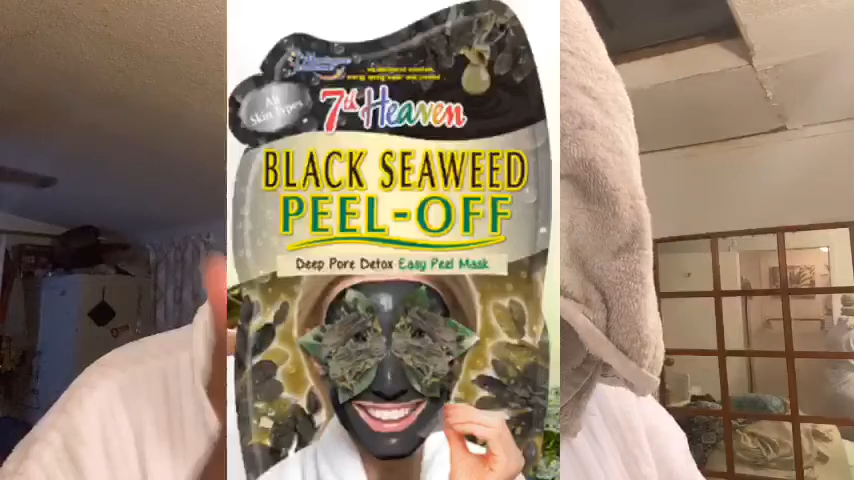 All
Skin Types
7th Heaven
BLACK SEAWEED
PEEL-OFF
Deep Pore Detox Easy Peel Mask